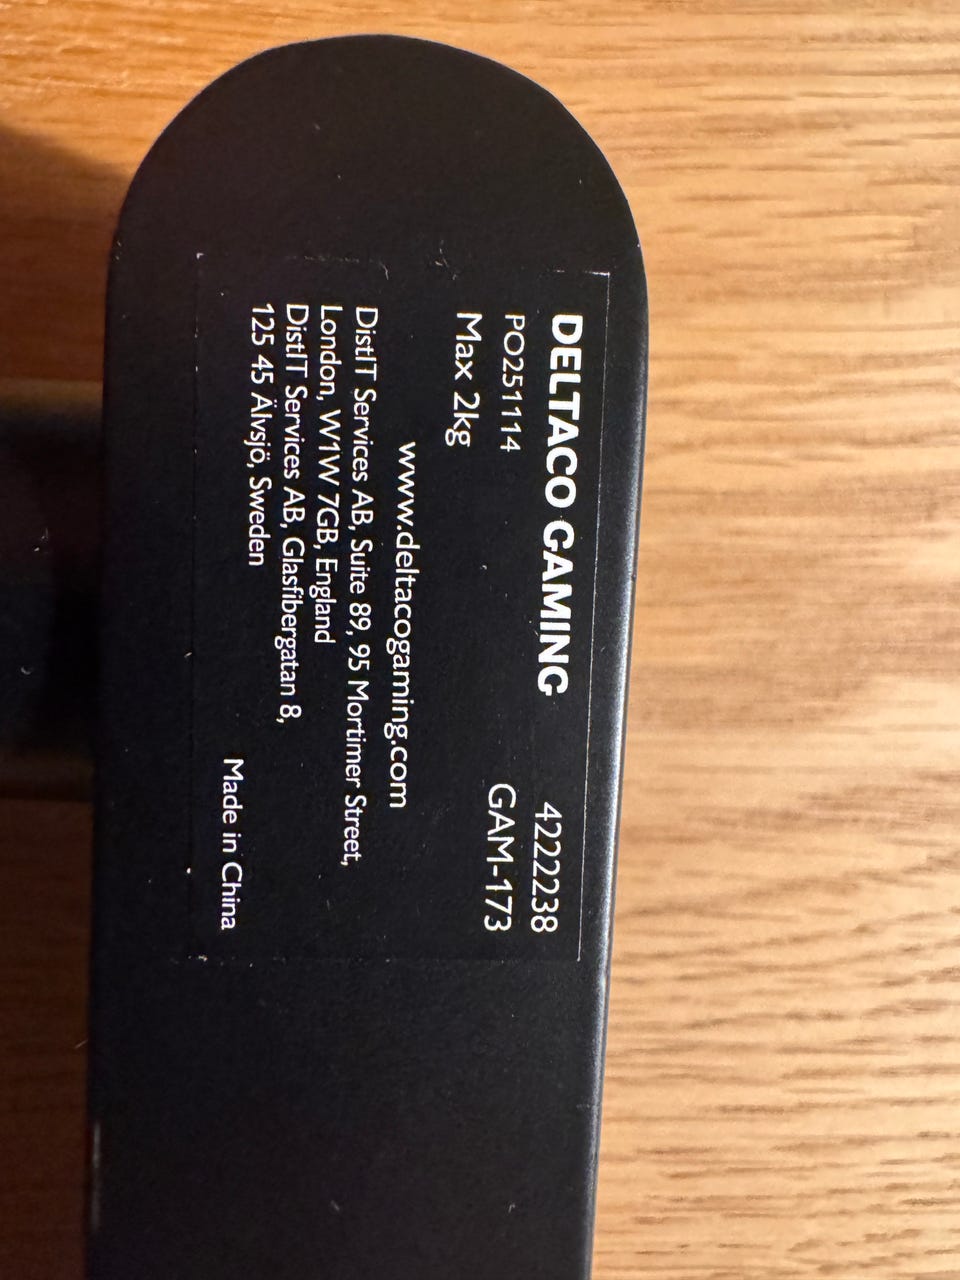 DELTACO GAMING
4222238
PO251114
GAM-173
Max 2kg
www.deltacogaming.com
DistIT Services AB, Suite 89, 95 Mortimer Street,
London, W1W 7GB, England
DistIT Services AB, Glasfibergatan 8,
125 45 Älvsjö, Sweden
Made in China